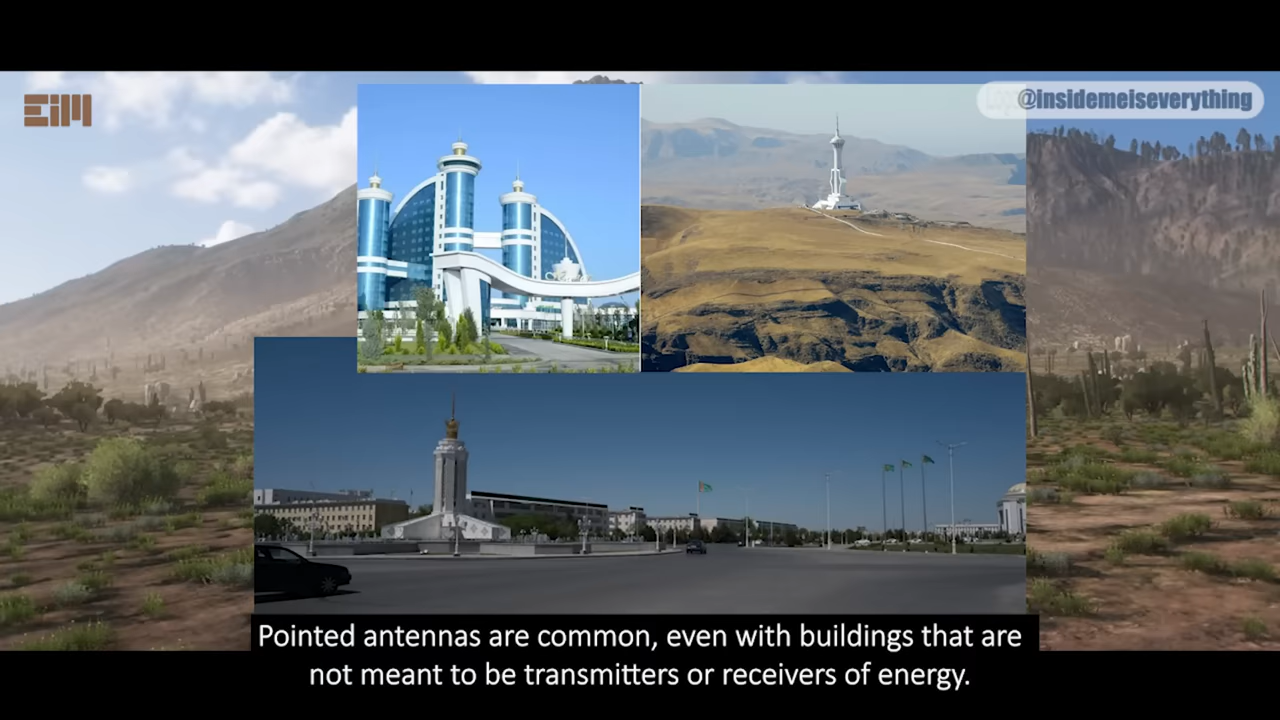 EIM
@insidemeiseverything
Pointed antennas are common, even with buildings that are
not meant to be transmitters or receivers of energy.